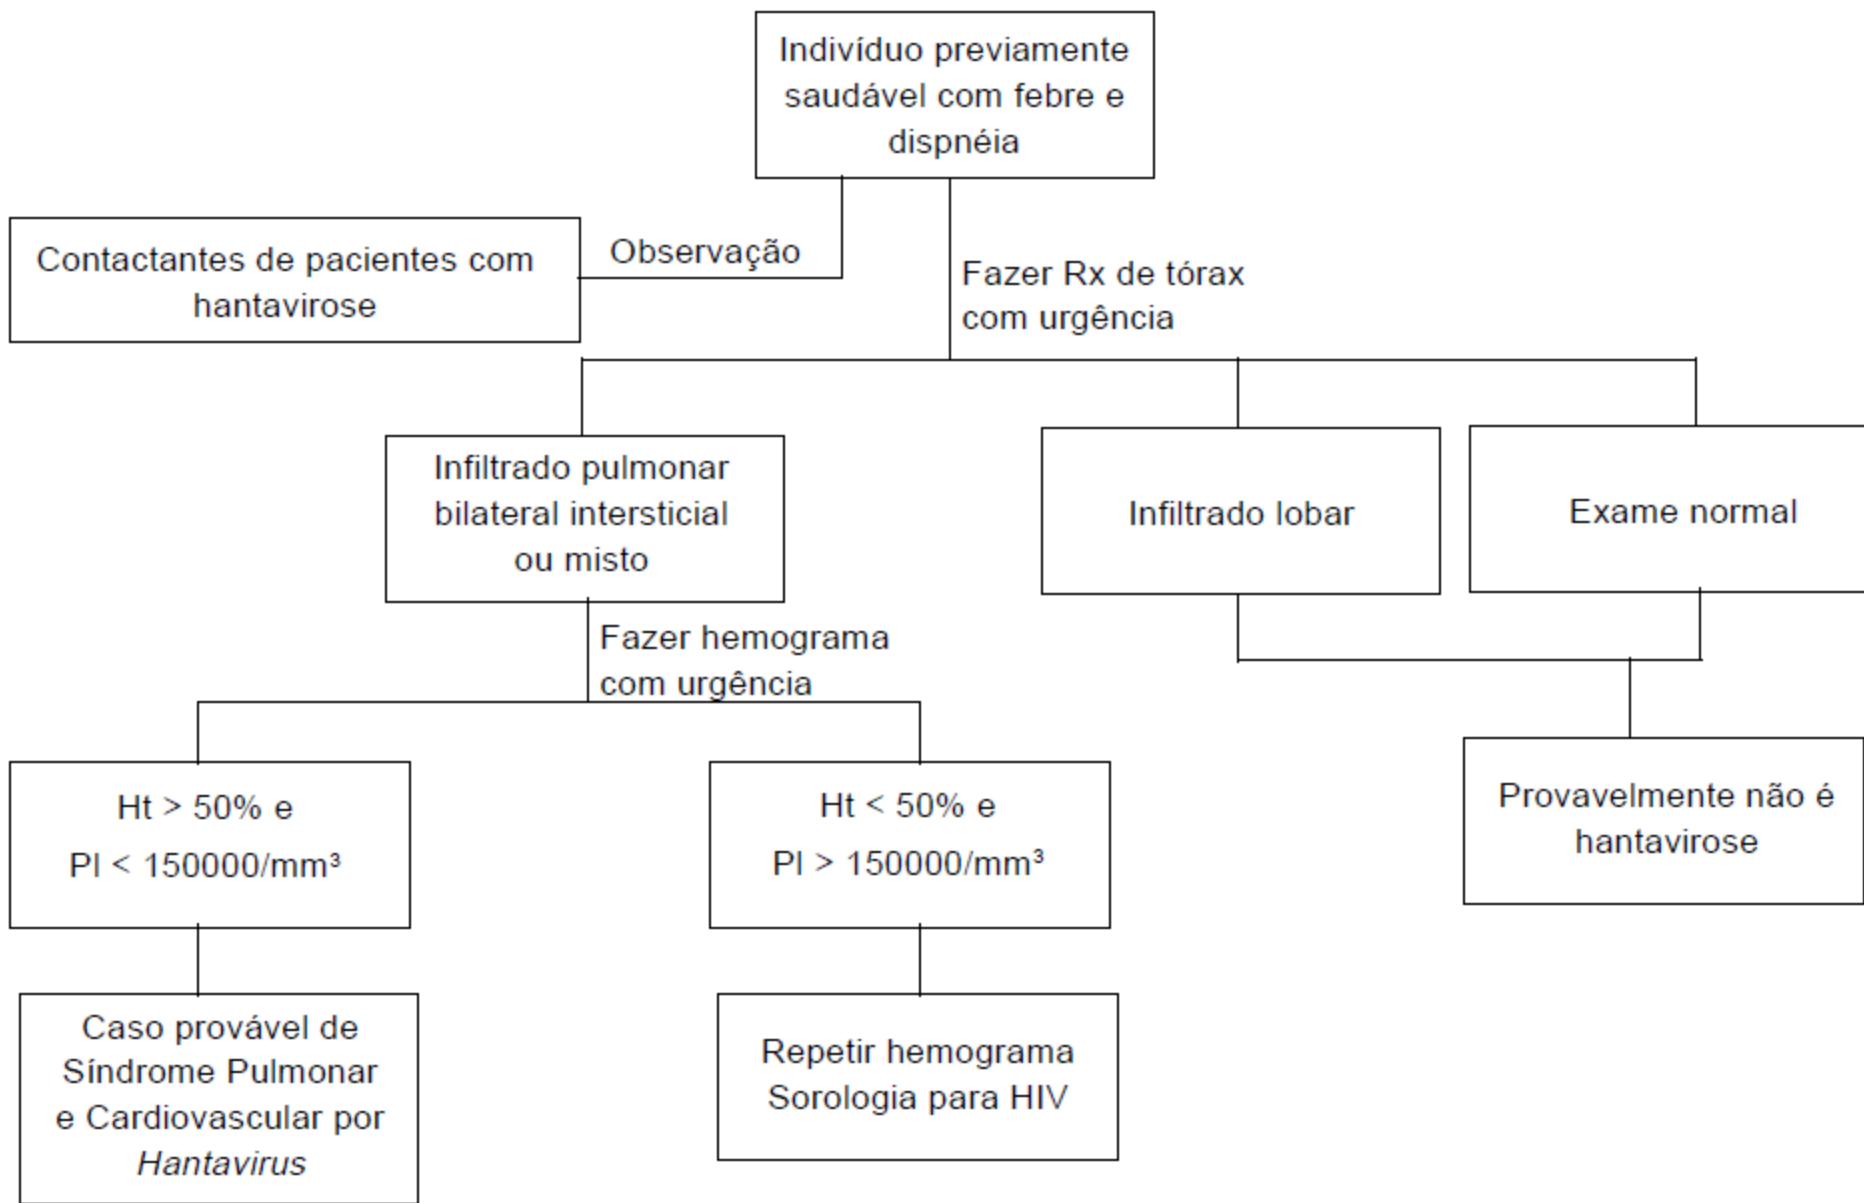 Indivíduo previamente
saudável com febre e
dispnéia
Contactantes de pacientes com
hantavirose
Observação
Fazer Rx de tórax
com urgência
Infiltrado pulmonar
bilateral intersticial
ou misto
Infiltrado lobar
Exame normal
Fazer hemograma
com urgência
Ht > 50% e
Pl < 150000/mm³
Ht < 50% e
Pl > 150000/mm³
Provavelmente não é
hantavirose
Caso provável de
Síndrome Pulmonar
e Cardiovascular por
Hantavirus
Repetir hemograma
Sorologia para HIV